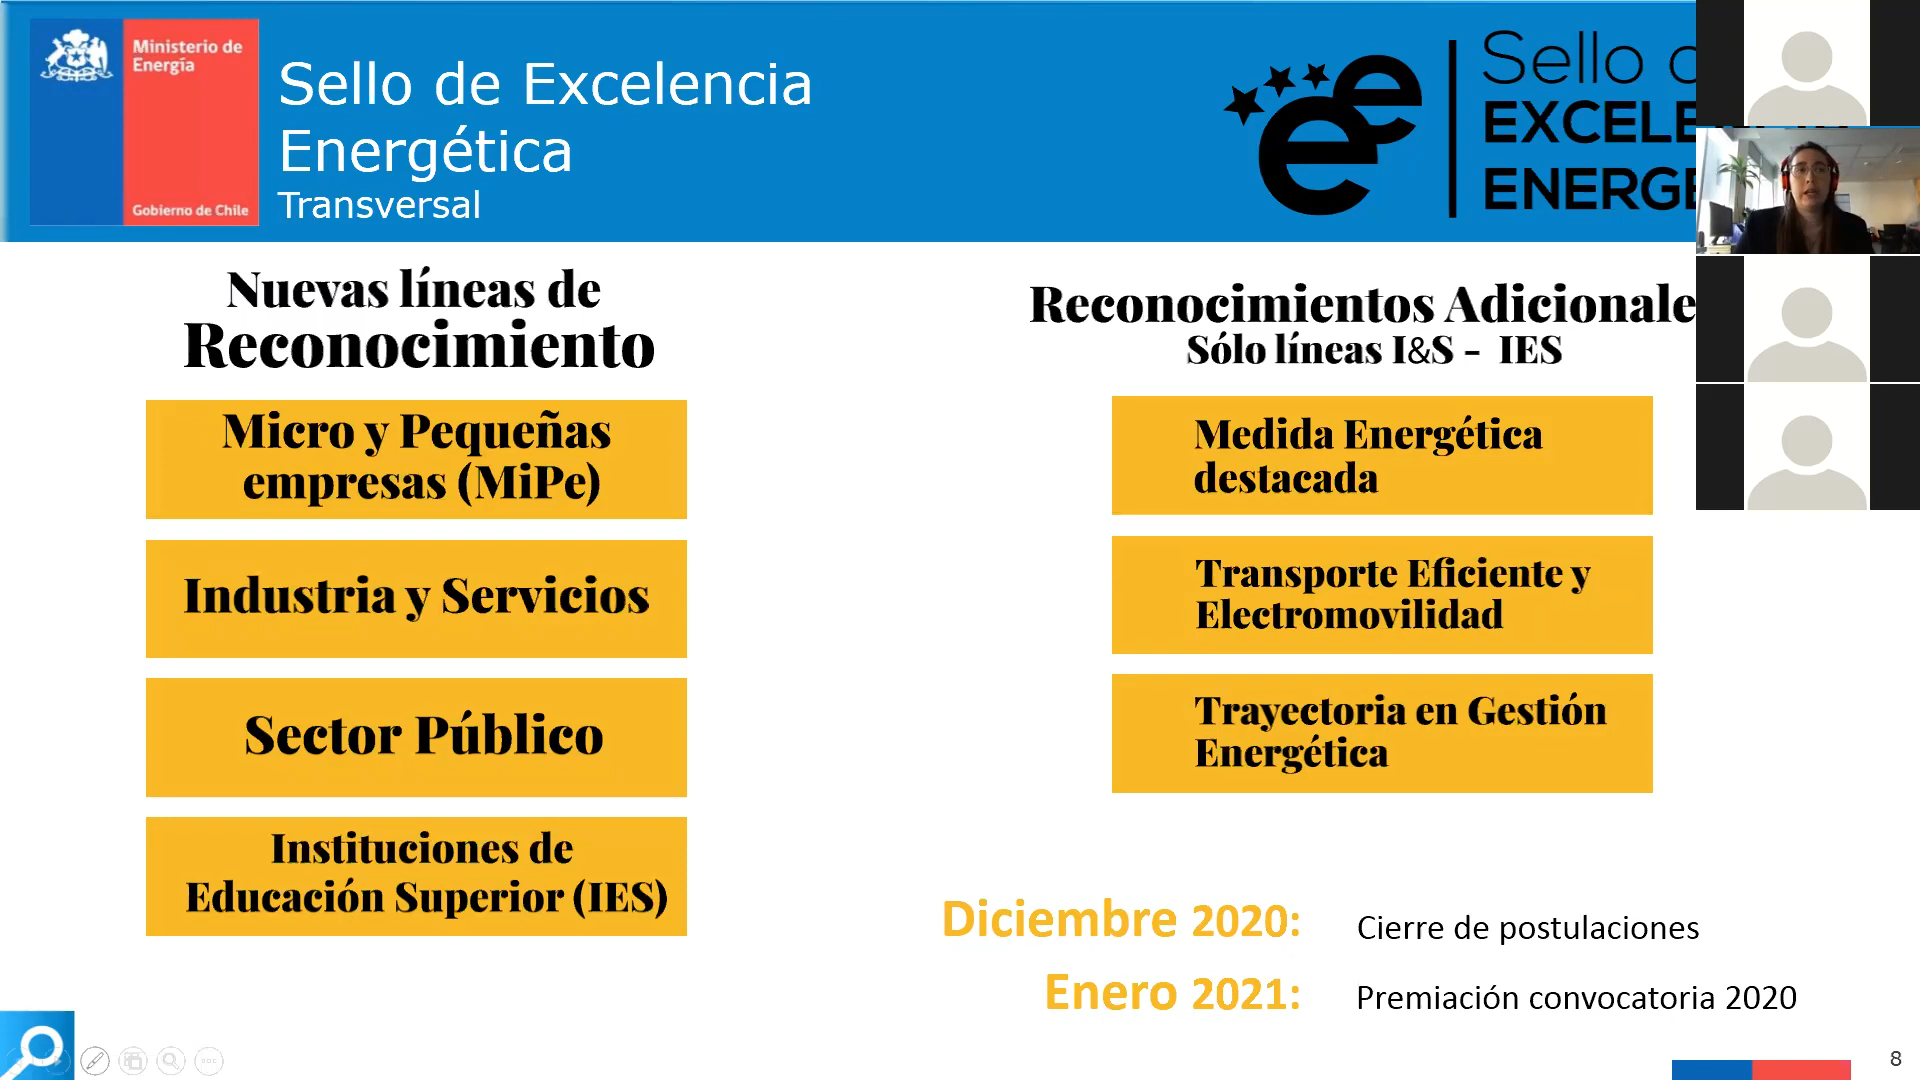 Ministerio de
Energía
Gobierno de Chile
Sello de Excelencia
Energética
Transversal
ee
Sello
Nuevas líneas de
Reconocimiento
Micro y Pequeñas
empresas (MiPe)
Industria y Servicios
Sector Público
Instituciones de
Educación Superior (IES)
Reconocimientos Adicionale
Sólo líneas I&S - IES
Medida Energética
destacada
Transporte Eficiente y
Electromovilidad
Trayectoria en Gestión
Energética
Diciembre 2020: Cierre de postulaciones
Enero 2021: Premiación convocatoria 2020
8